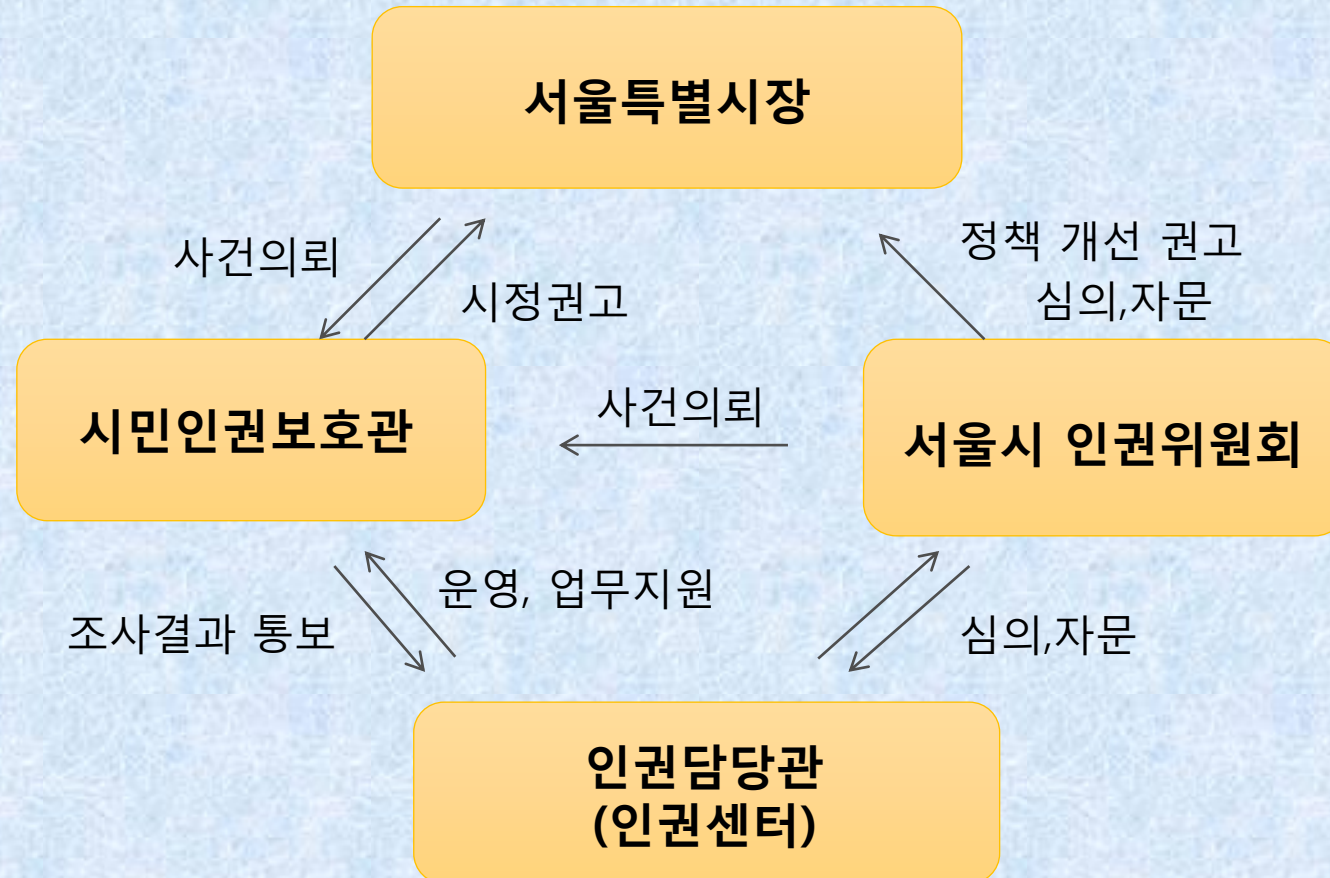 서울특별시장
사건의뢰
시정권고
정책 개선 권고
심의,자문
시민인권보호관
사건의뢰
서울시 인권위원회
조사결과 통보
운영, 업무지원
심의,자문
인권담당관
(인권센터)